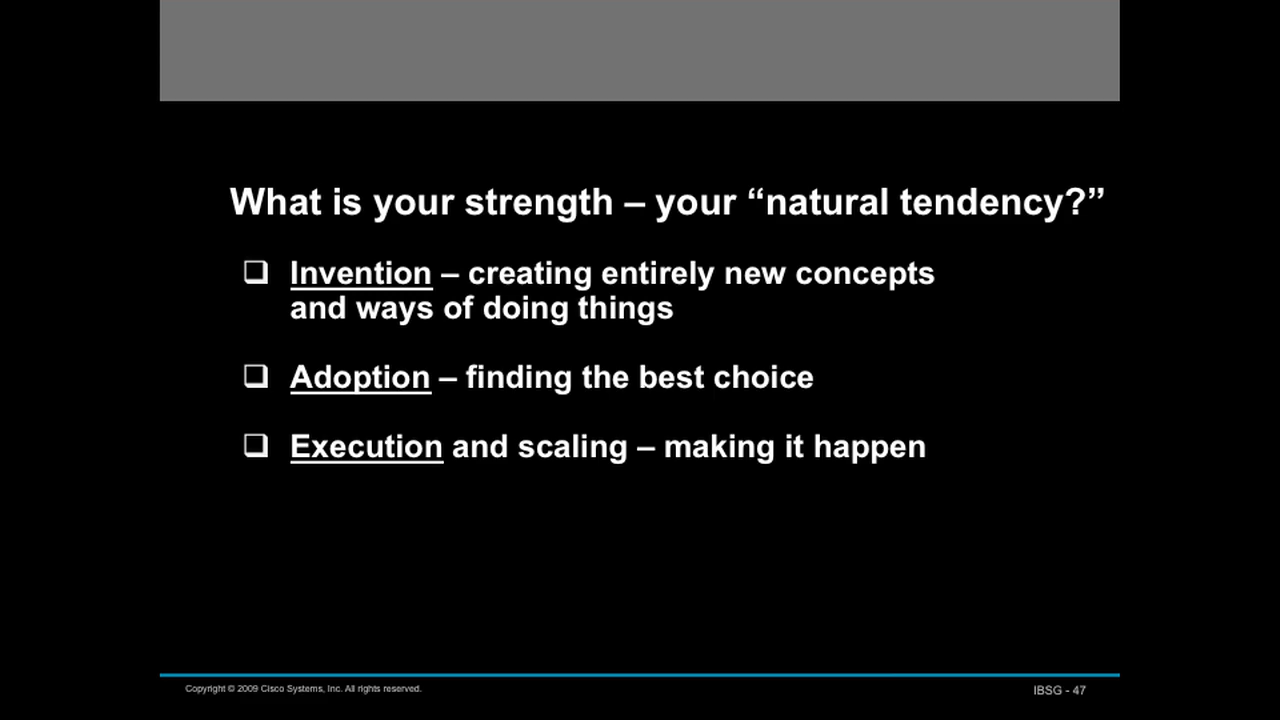 What is your strength – your “natural tendency?”
❑ Invention – creating entirely new concepts
and ways of doing things
❑ Adoption – finding the best choice
❑ Execution and scaling – making it happen
Copyright © 2009 Cisco Systems, Inc. All rights reserved.
IBSG - 47